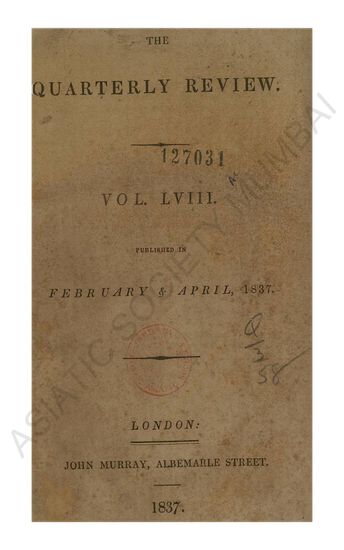 THE
QUARTERLY REVIEW.
127031
VOL. LVIII.
PUBLISHED IN
FEBRUARY & APRIL, 1837.
58
LONDON:
JOHN MURRAY, ALBEMARLE STREET.
1837.
ASIATIC SOCIETY MUMBAI